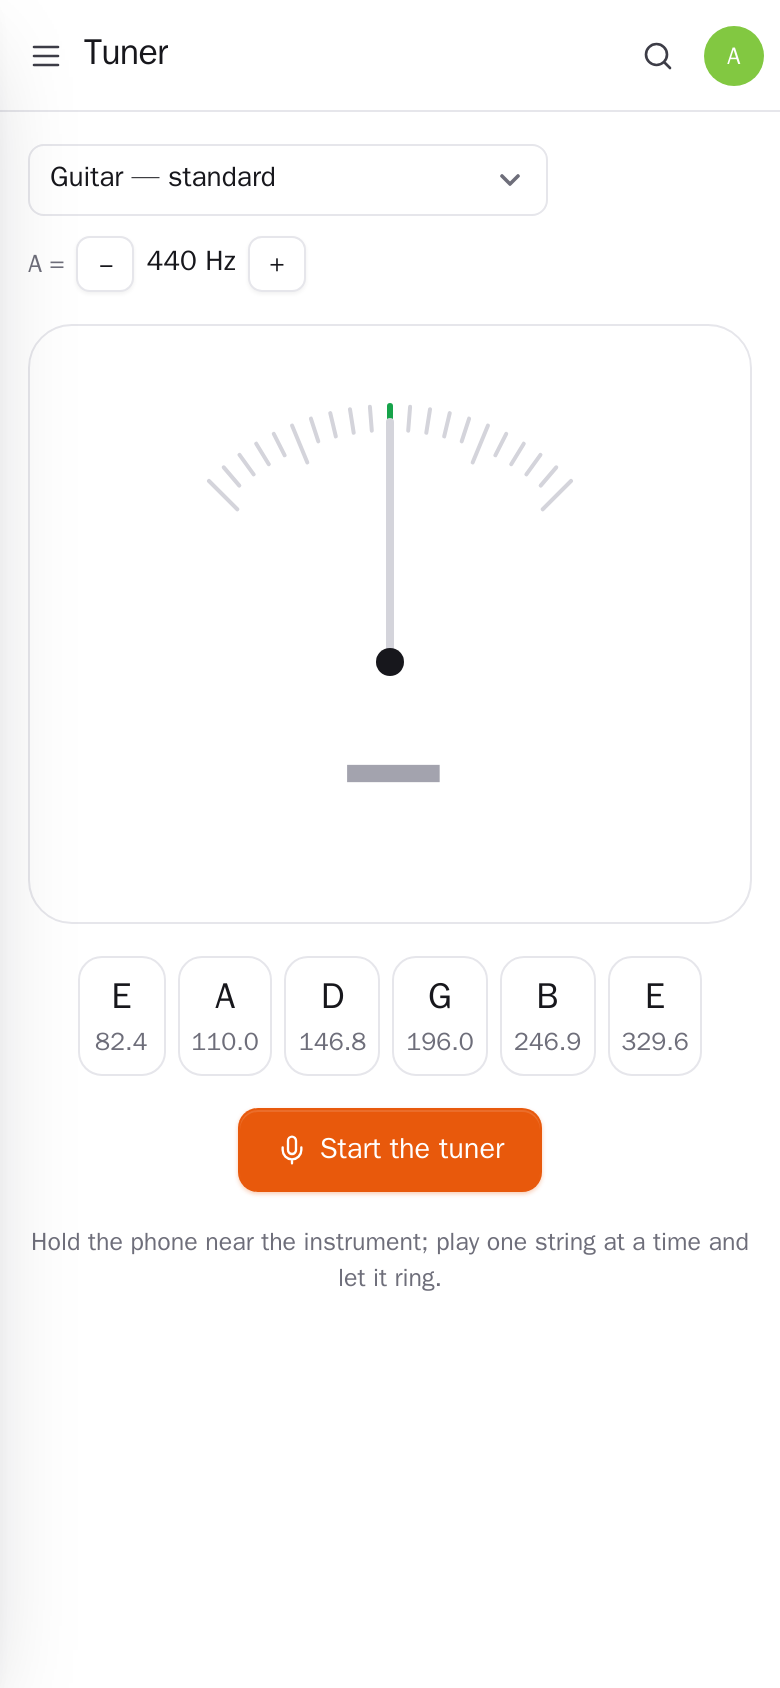 Tuner
A
Guitar — standard
A = – 440 Hz +
E A D G B E
82.4 110.0 146.8 196.0 246.9 329.6
Start the tuner
Hold the phone near the instrument; play one string at a time and
let it ring.